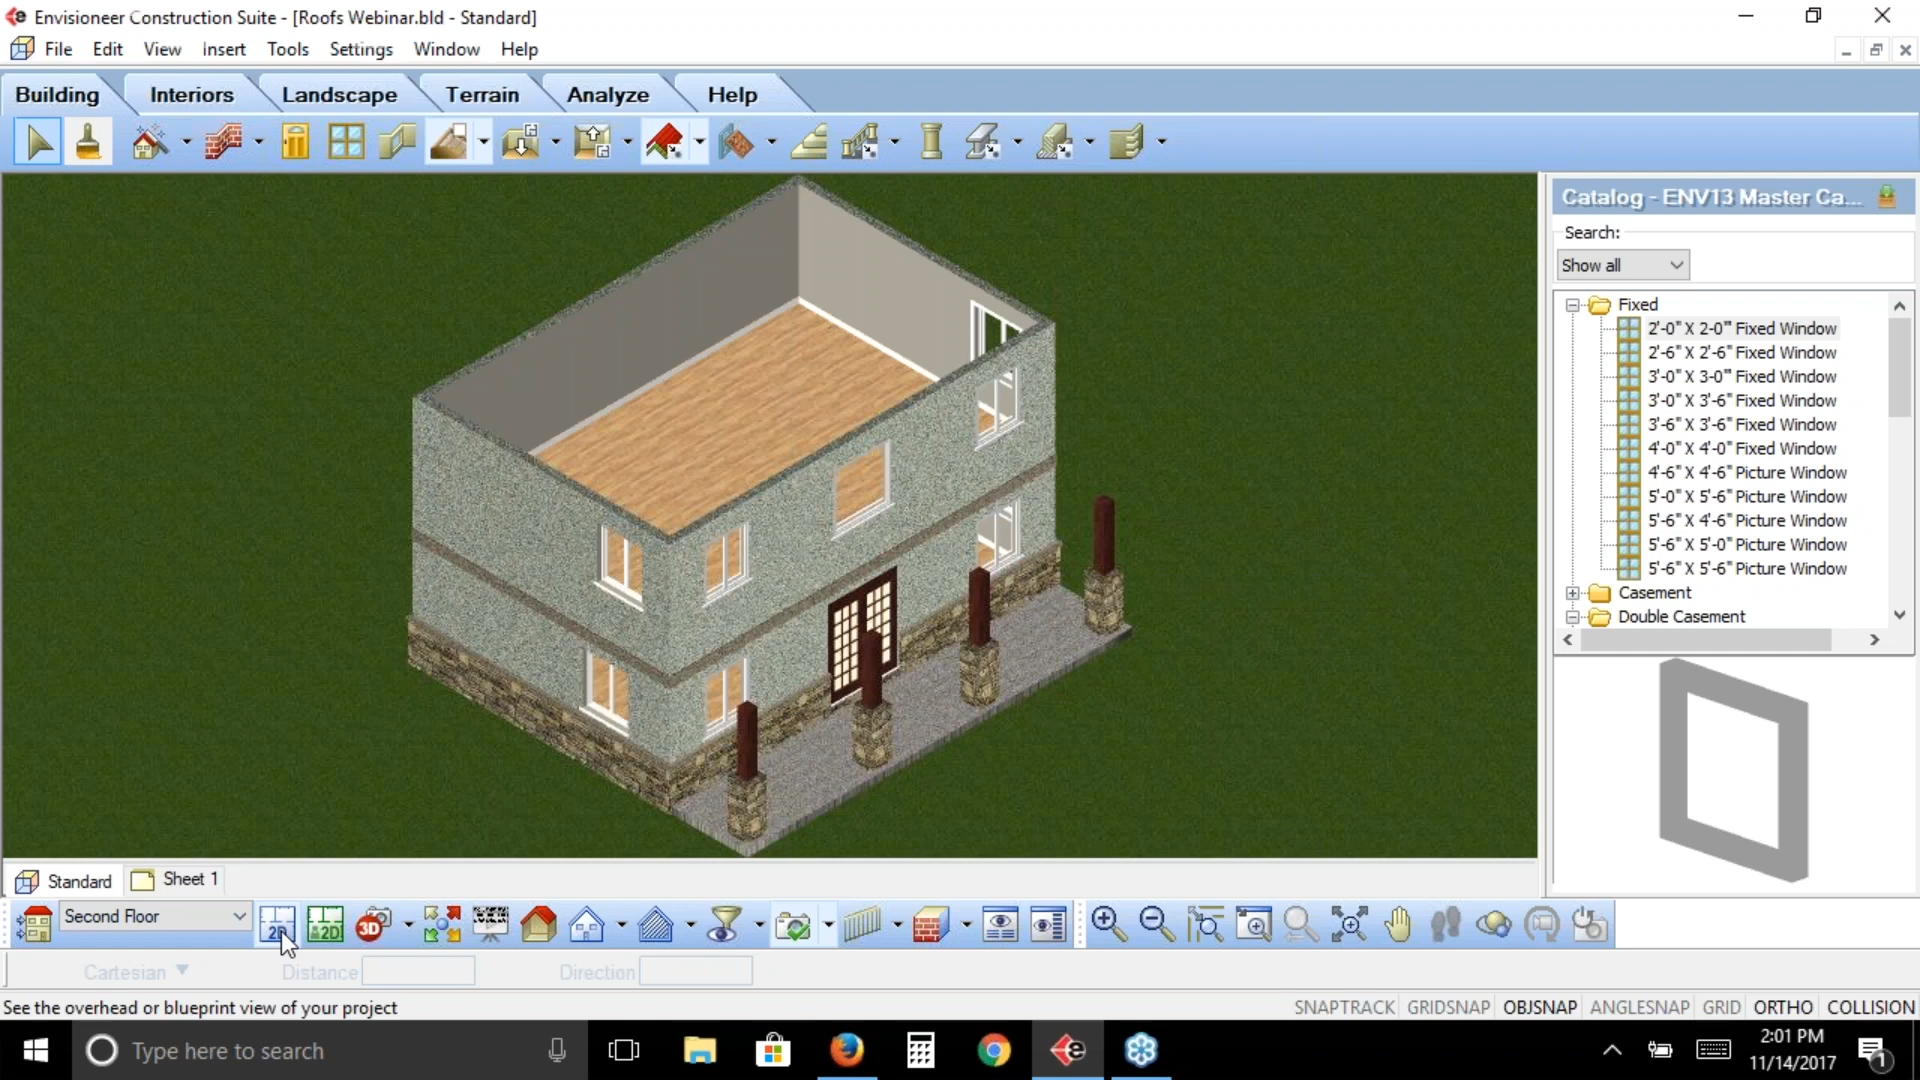 Envisioneer Construction Suite - [Roofs Webinar.bld - Standard]
File Edit View Insert Tools Settings Window Help
Building Interiors Landscape Terrain Analyze Help
Catalog - ENV13 Master Ca...
Search:
Show all
Fixed
2'-0" X 2-0'" Fixed Window
2'-6" X 2'-6" Fixed Window
3'-0" X 3-0'" Fixed Window
3'-0" X 3'-6" Fixed Window
3'-6" X 3'-6" Fixed Window
4'-0" X 4'-0" Fixed Window
4'-6" X 4'-6" Picture Window
5'-0" X 5'-6" Picture Window
5'-6" X 4'-6" Picture Window
5'-6" X 5'-0" Picture Window
5'-6" X 5'-6" Picture Window
Casement
Double Casement
Standard Sheet 1
Second Floor 2D 2D 3D
Cartesian Distance Direction
See the overhead or blueprint view of your project
SNAPTRACK GRIDSNAP OBJSNAP ANGLESNAP GRID ORTHO COLLISION
Type here to search
2:01 PM
11/14/2017
1